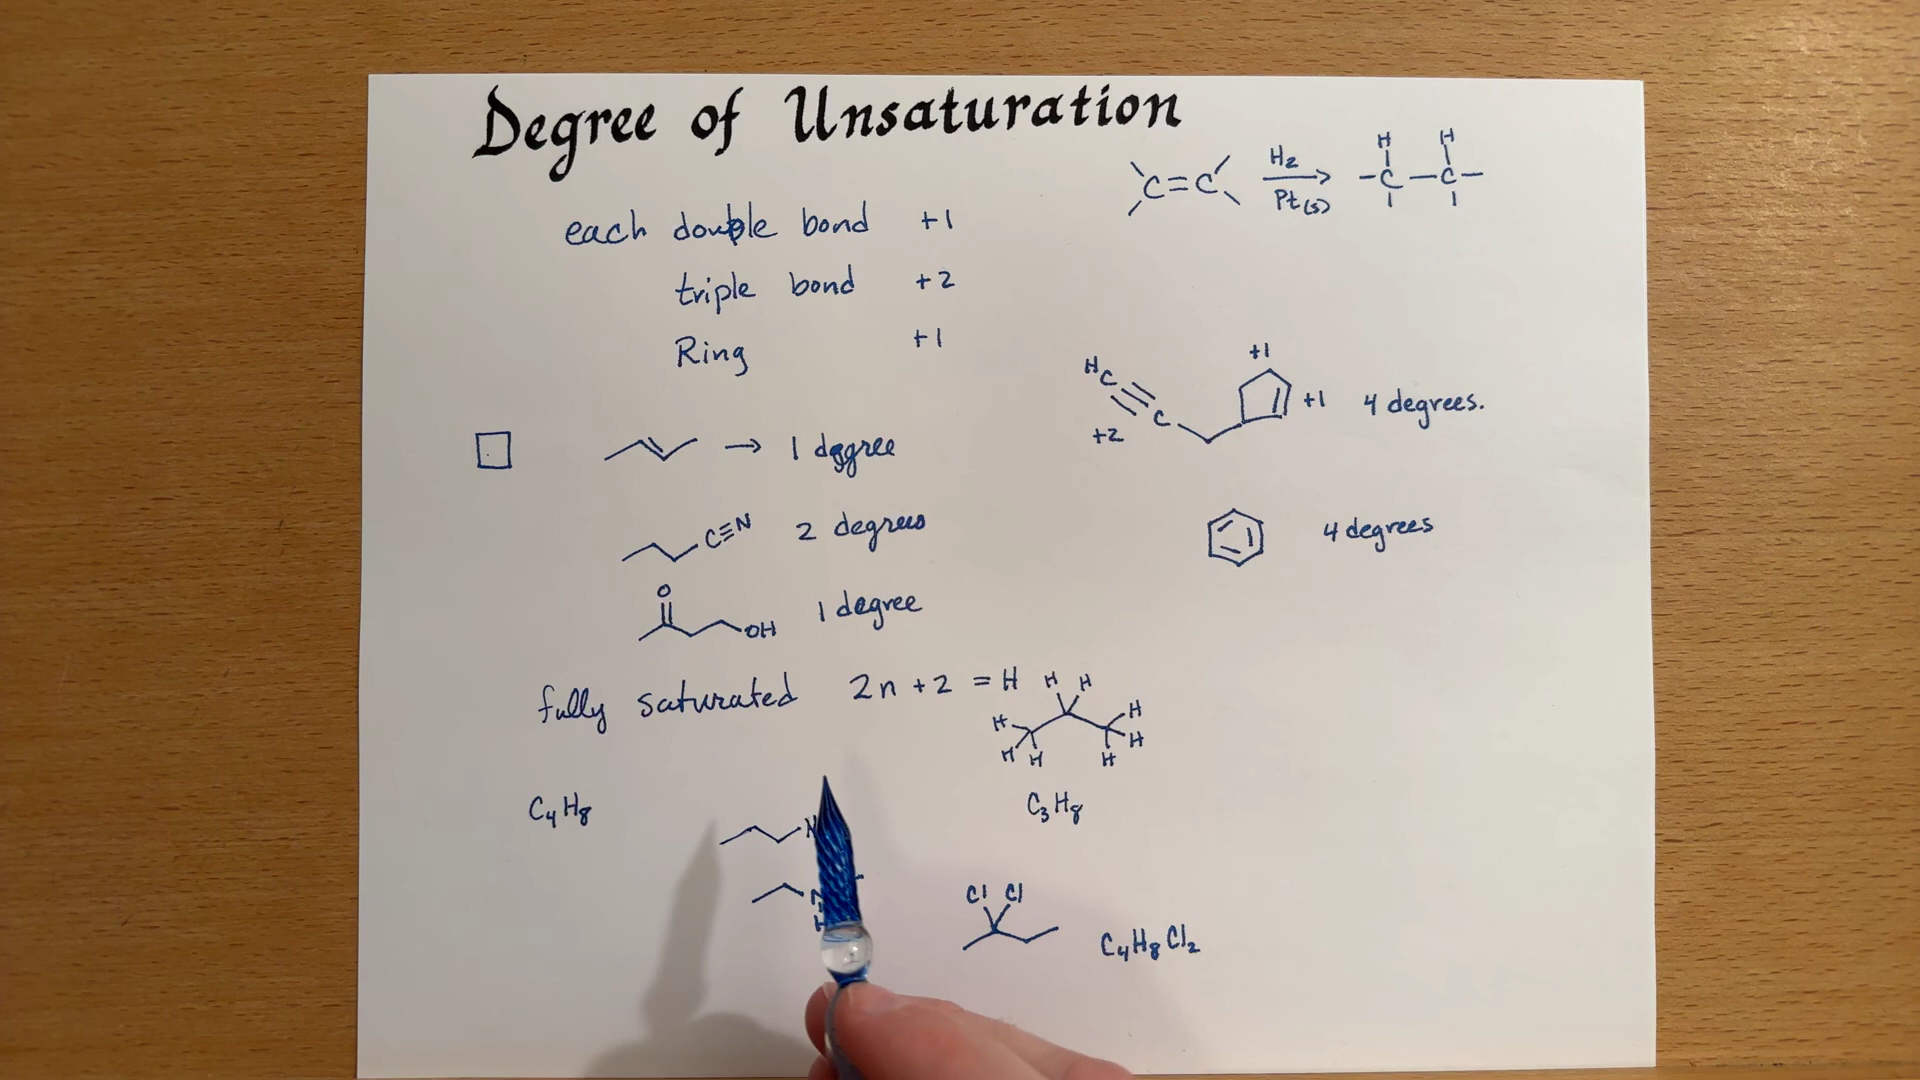 Degree of Unsaturation
C=C H2 Pt(s) → H H -C-C-
each double bond +1
triple bond +2
Ring +1
HC≡C +2 +1 +1 4 degrees.
→ 1 degree
C≡N 2 degrees
4 degrees
O OH 1 degree
fully saturated 2n+2 = H
H H H H H H H H
C4H8
C3H8
Cl Cl
C4H8Cl2